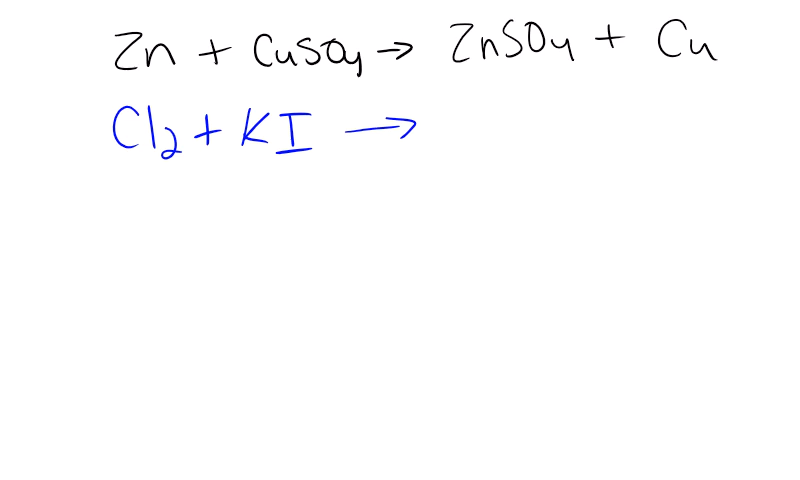 Zn + CuSO4 → ZnSO4 + Cu
Cl2 + KI →